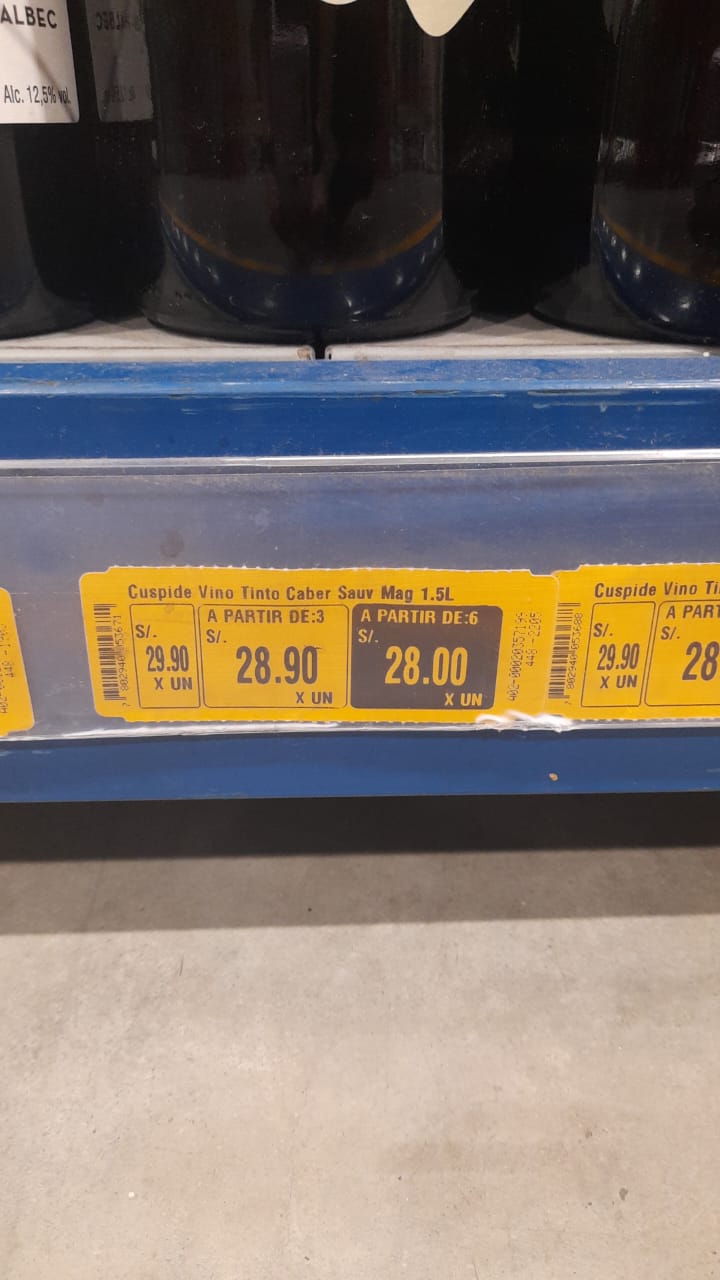 ALBEC
Alc. 12,5% vol.
Cuspide Vino Tinto Caber Sauv Mag 1.5L
S/.
29.90
X UN
A PARTIR DE:3
S/.
28.90
X UN
A PARTIR DE:6
S/.
28.00
X UN
Cuspide Vino Ti
S/.
29.90
X UN
A PART
S/.
28